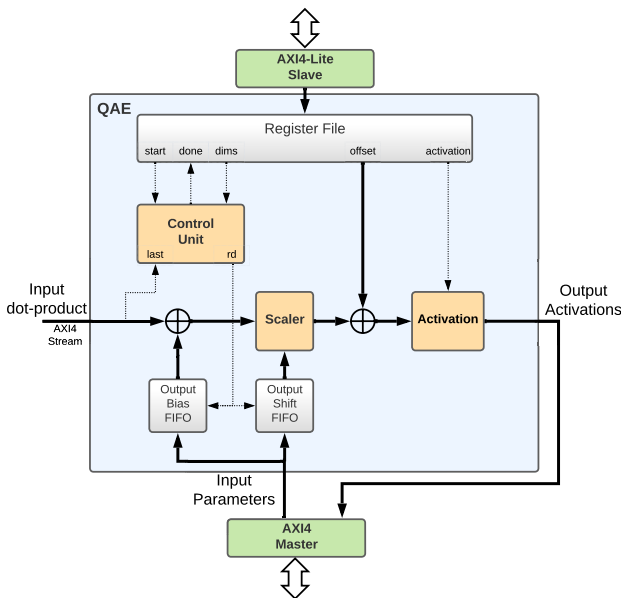 AXI4-Lite
Slave
QAE
Register File
start done dims offset activation
Control
Unit
last rd
Input
dot-product
AXI4
Stream
Scaler
Activation
Output
Activations
Output
Bias
FIFO
Output
Shift
FIFO
Input
Parameters
AXI4
Master